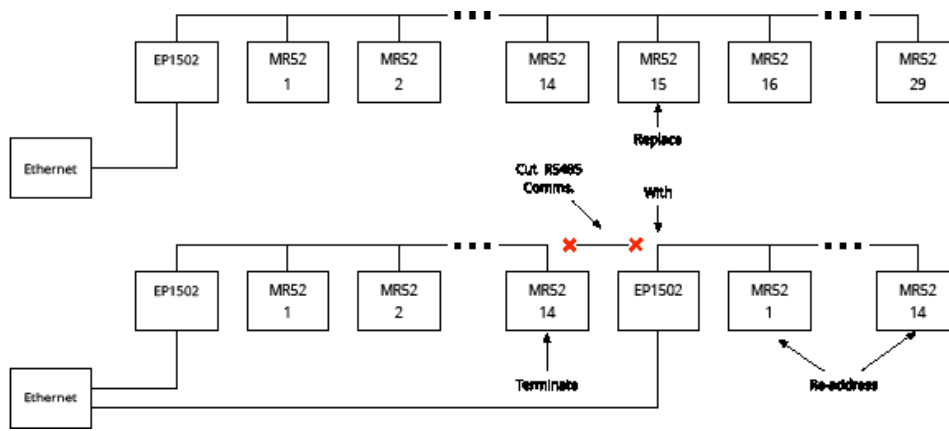 EP1502
MR52
1
MR52
2
MR52
14
MR52
15
MR52
16
MR52
29
Replace
Ethernet
Cut RS485
Comms.
With
EP1502
MR52
1
MR52
2
MR52
14
EP1502
MR52
1
MR52
14
Terminate
Re-address
Ethernet